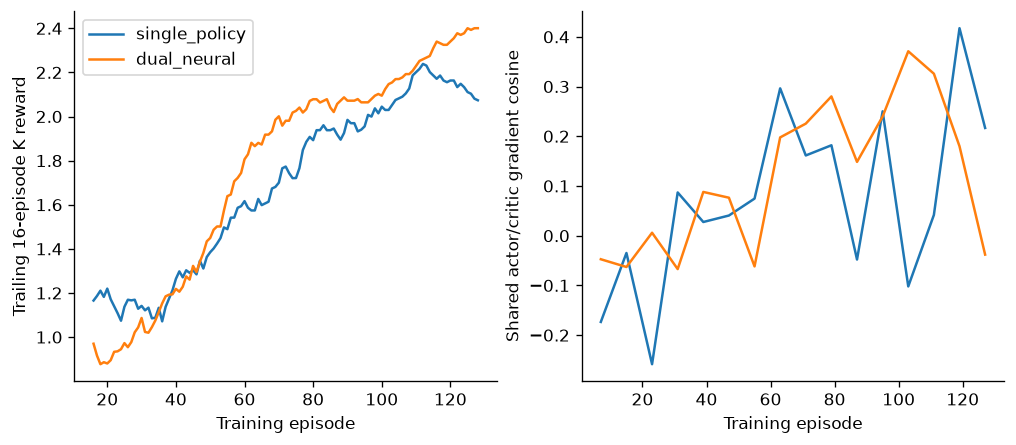 single_policy
dual_neural
Trailing 16-episode K reward
2.4
2.2
2.0
1.8
1.6
1.4
1.2
1.0
20 40 60 80 100 120
Training episode
Shared actor/critic gradient cosine
0.4
0.3
0.2
0.1
0.0
−0.1
−0.2
20 40 60 80 100 120
Training episode